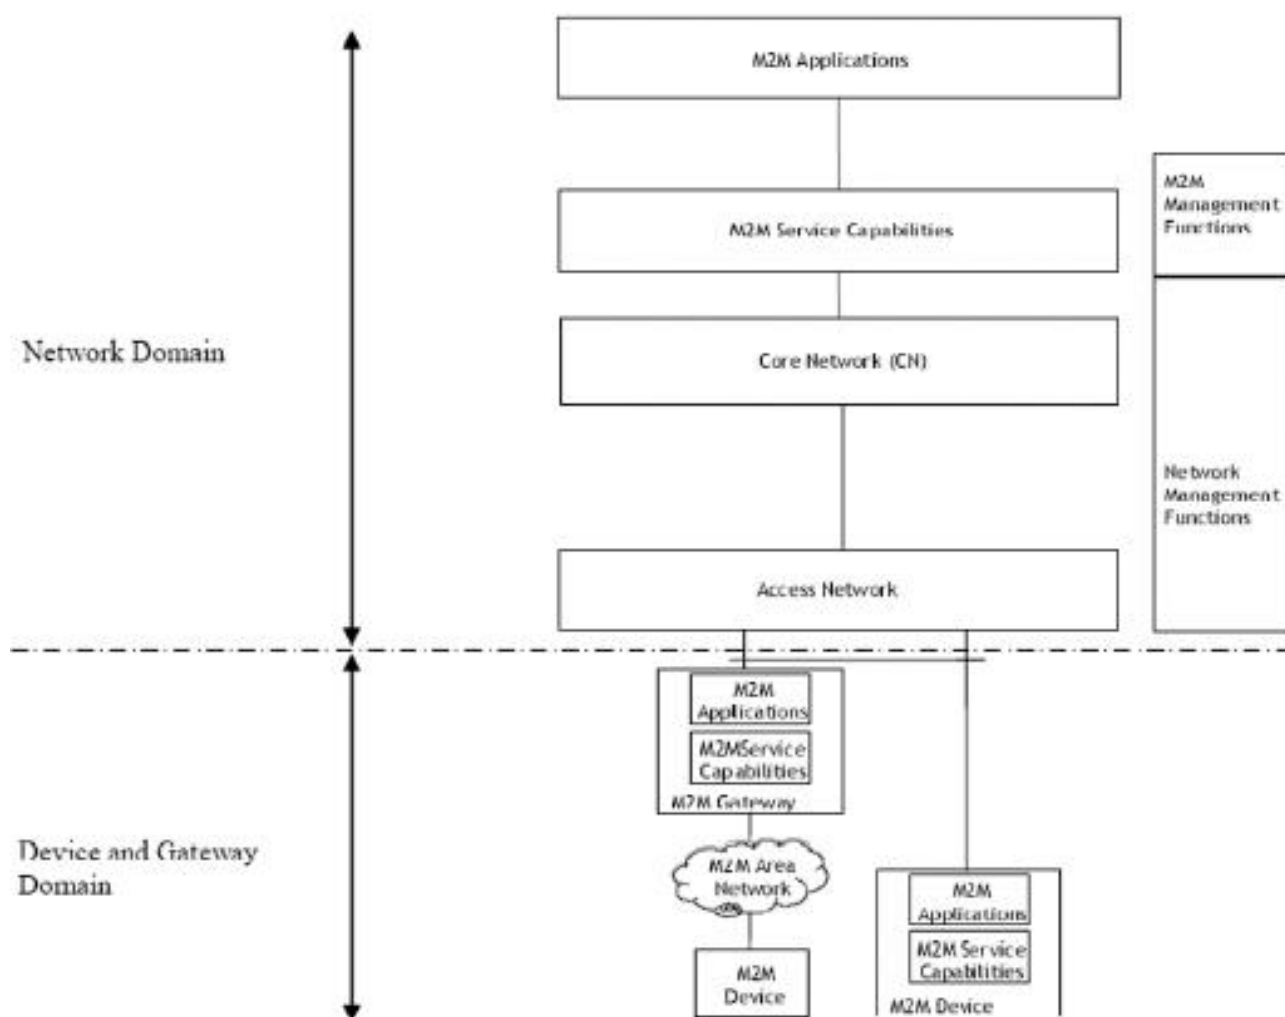 M2M Applications
M2M
Management
Functions
M2M Service Capabilities
Network Domain
Core Network (CN)
Network
Management
Functions
Access Network
M2M
Applications
M2MService
Capabilities
M2M Gateway
Device and Gateway
Domain
M2M Area
Network
M2M
Device
M2M
Applications
M2M Service
Capabilities
M2M Device